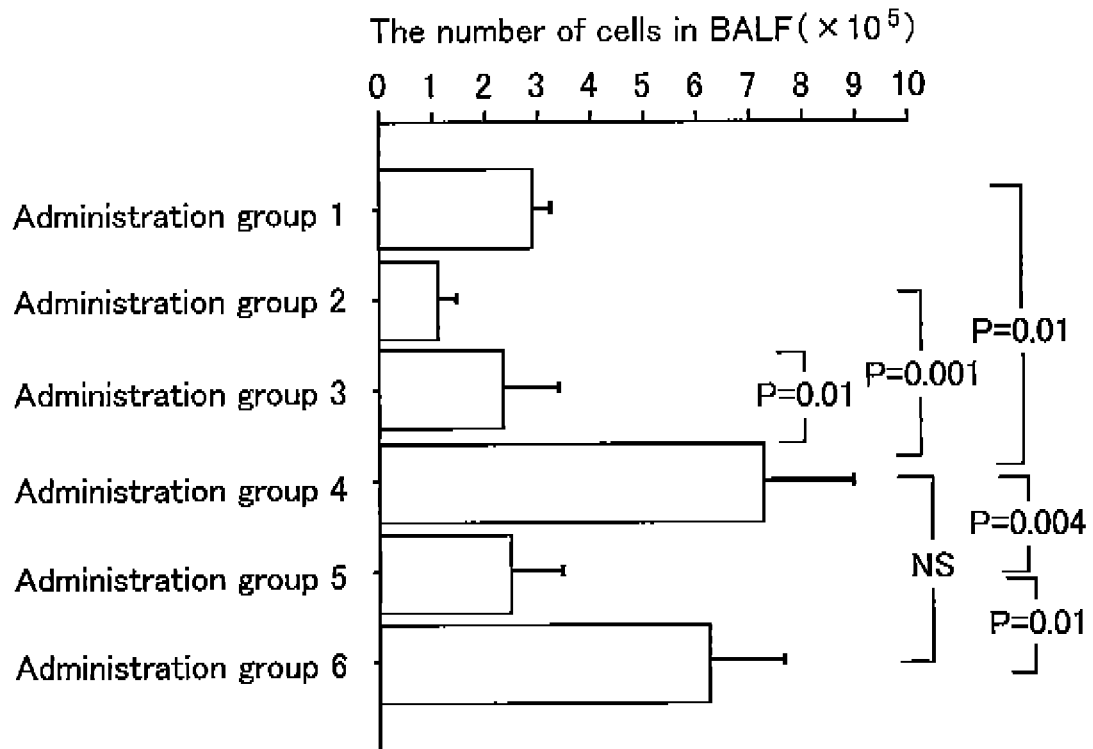 The number of cells in BALF(×10⁵)
0 1 2 3 4 5 6 7 8 9 10
Administration group 1
Administration group 2
P=0.01
P=0.001
Administration group 3
P=0.01
Administration group 4
P=0.004
NS
Administration group 5
P=0.01
Administration group 6